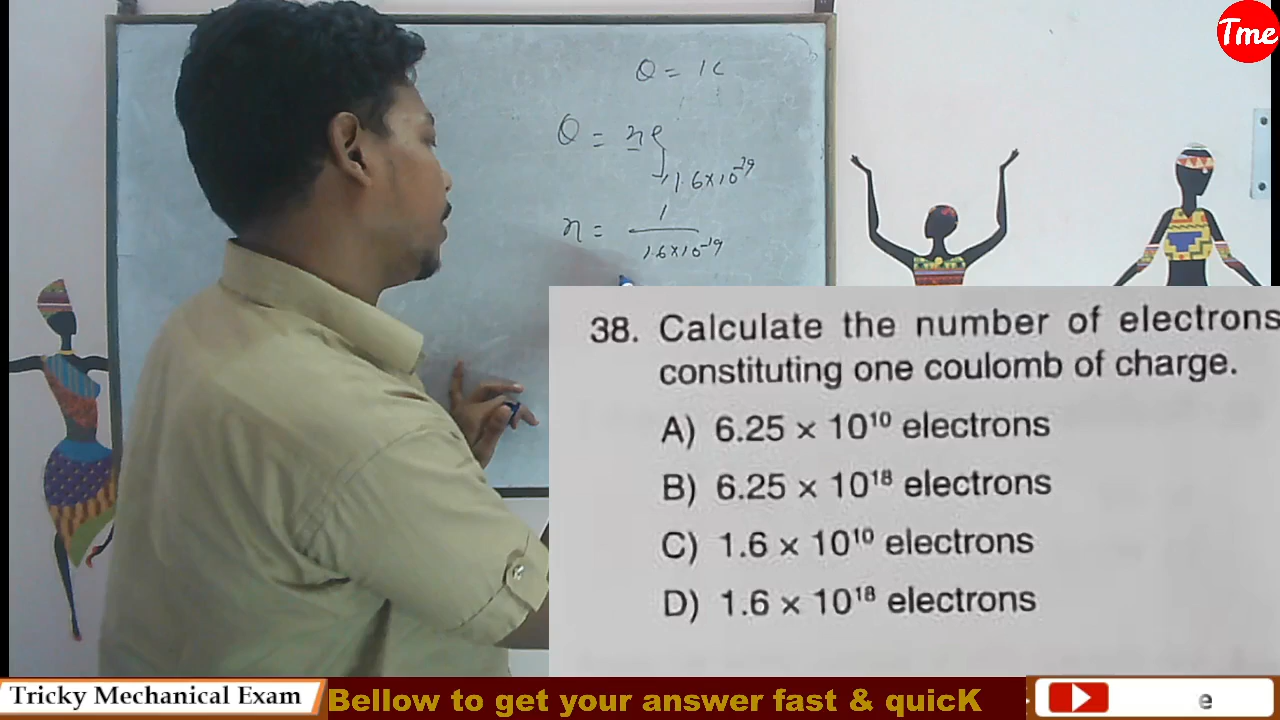 Tme
Q = 1C
Q = ne
1.6×10⁻¹⁹
n = 1
1.6×10⁻¹⁹
38. Calculate the number of electrons
constituting one coulomb of charge.
A) 6.25 × 10¹⁰ electrons
B) 6.25 × 10¹⁸ electrons
C) 1.6 × 10¹⁰ electrons
D) 1.6 × 10¹⁸ electrons
Tricky Mechanical Exam
Bellow to get your answer fast & quicK
e